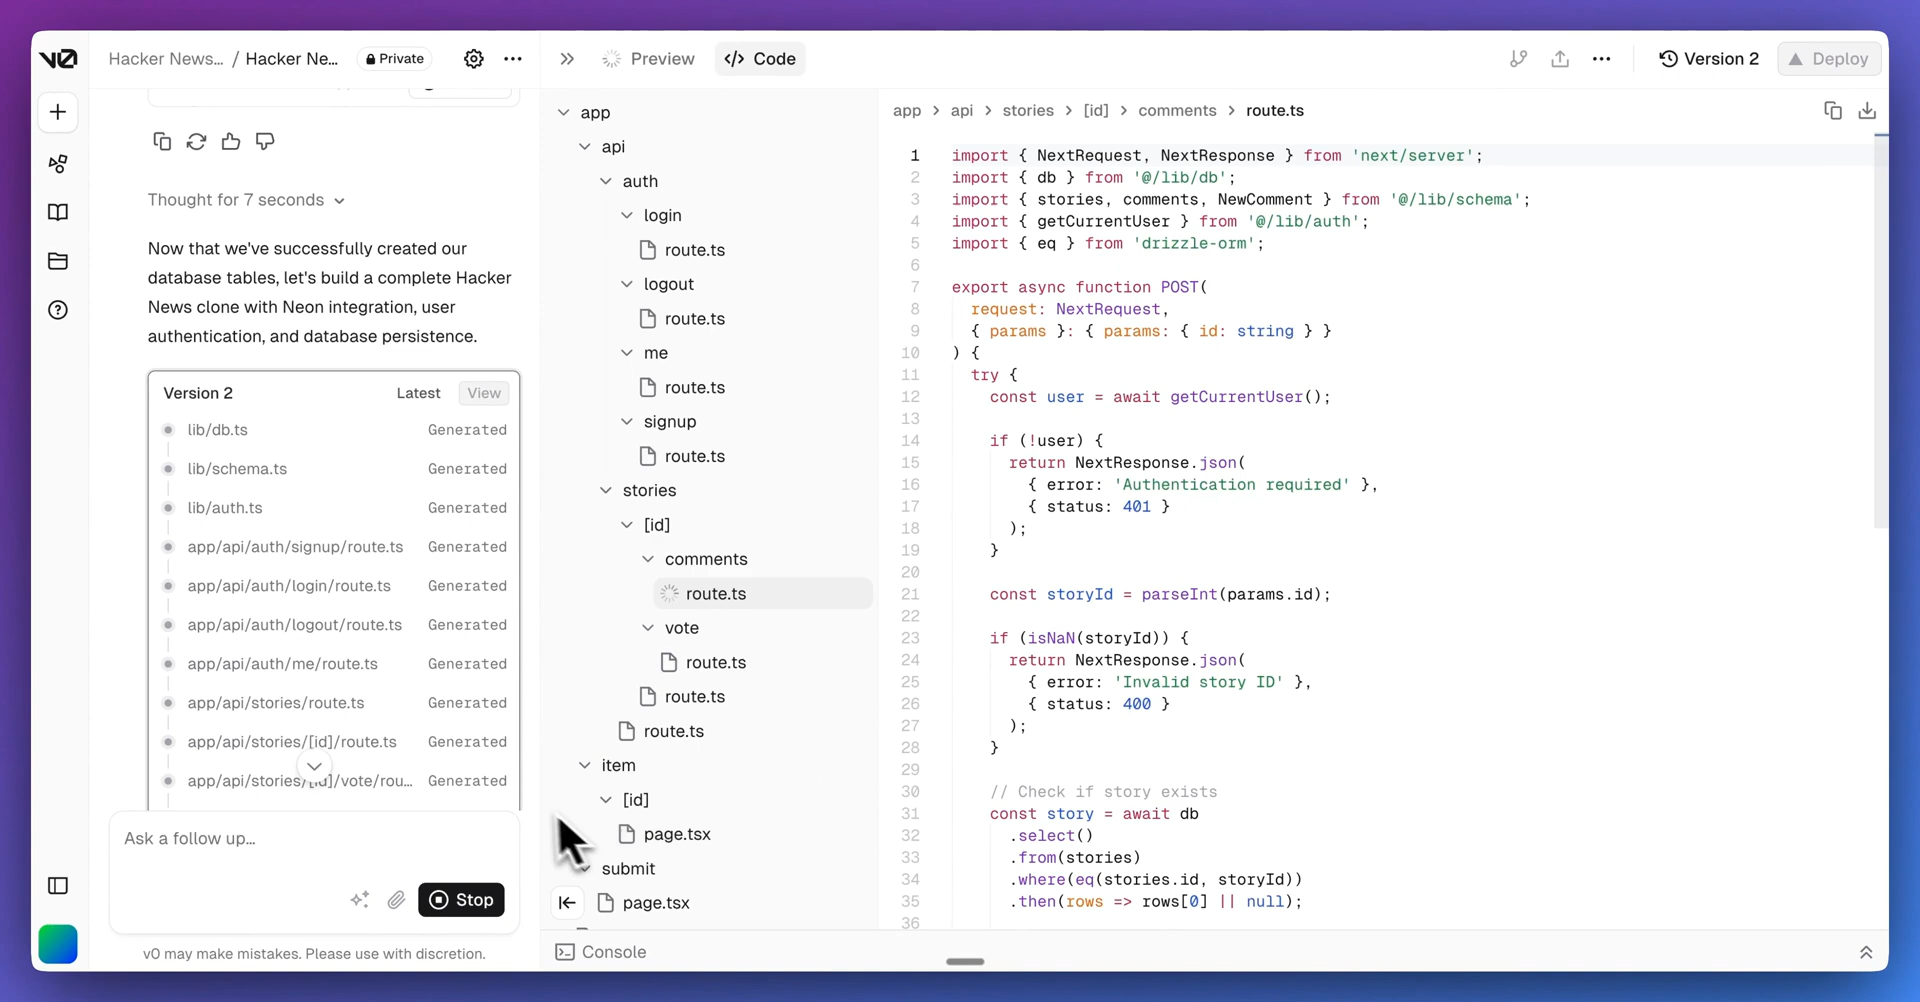 v0
Hacker News... / Hacker Ne... Private
Preview
Code
Version 2
Deploy
Thought for 7 seconds
Now that we've successfully created our
database tables, let's build a complete Hacker
News clone with Neon integration, user
authentication, and database persistence.
Version 2 Latest View
lib/db.ts Generated
lib/schema.ts Generated
lib/auth.ts Generated
app/api/auth/signup/route.ts Generated
app/api/auth/login/route.ts Generated
app/api/auth/logout/route.ts Generated
app/api/auth/me/route.ts Generated
app/api/stories/route.ts Generated
app/api/stories/[id]/route.ts Generated
app/api/stories/[id]/vote/rou... Generated
Ask a follow up...
Stop
v0 may make mistakes. Please use with discretion.
app
api
auth
login
route.ts
logout
route.ts
me
route.ts
signup
route.ts
stories
[id]
comments
route.ts
vote
route.ts
route.ts
route.ts
item
[id]
page.tsx
submit
page.tsx
app > api > stories > [id] > comments > route.ts
1 import { NextRequest, NextResponse } from 'next/server';
2 import { db } from '@/lib/db';
3 import { stories, comments, NewComment } from '@/lib/schema';
4 import { getCurrentUser } from '@/lib/auth';
5 import { eq } from 'drizzle-orm';
6
7 export async function POST(
8 request: NextRequest,
9 { params }: { params: { id: string } }
10 ) {
11 try {
12 const user = await getCurrentUser();
13
14 if (!user) {
15 return NextResponse.json(
16 { error: 'Authentication required' },
17 { status: 401 }
18 );
19 }
20
21 const storyId = parseInt(params.id);
22
23 if (isNaN(storyId)) {
24 return NextResponse.json(
25 { error: 'Invalid story ID' },
26 { status: 400 }
27 );
28 }
29
30 // Check if story exists
31 const story = await db
32 .select()
33 .from(stories)
34 .where(eq(stories.id, storyId))
35 .then(rows => rows[0] || null);
36
Console